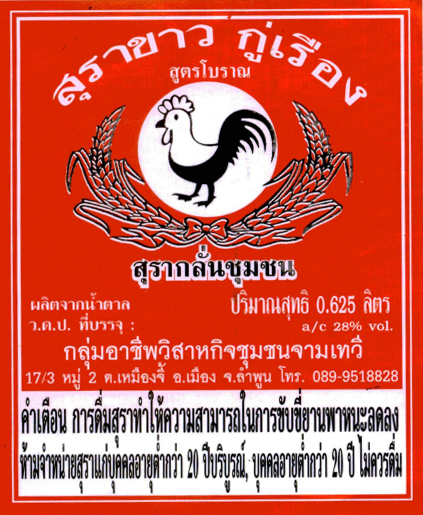 สุราขาว กู่เรือง
สูตรโบราณ
สุรากลั่นชุมชน
ผลิตจากน้ำตาล ปริมาณสุทธิ 0.625 ลิตร
ว.ด.ป. ที่บรรจุ : a/c 28% vol.
กลุ่มอาชีพวิสาหกิจชุมชนจามเทวี
17/3 หมู่ 2 ต.เหมืองจี้ อ.เมือง จ.ลำพูน โทร. 089-9518828
คำเตือน การดื่มสุราทำให้ความสามารถในการขับขี่ยานพาหนะลดลง
ห้ามจำหน่ายสุราแก่บุคคลอายุต่ำกว่า 20 ปีบริบูรณ์, บุคคลอายุต่ำกว่า 20 ปี ไม่ควรดื่ม